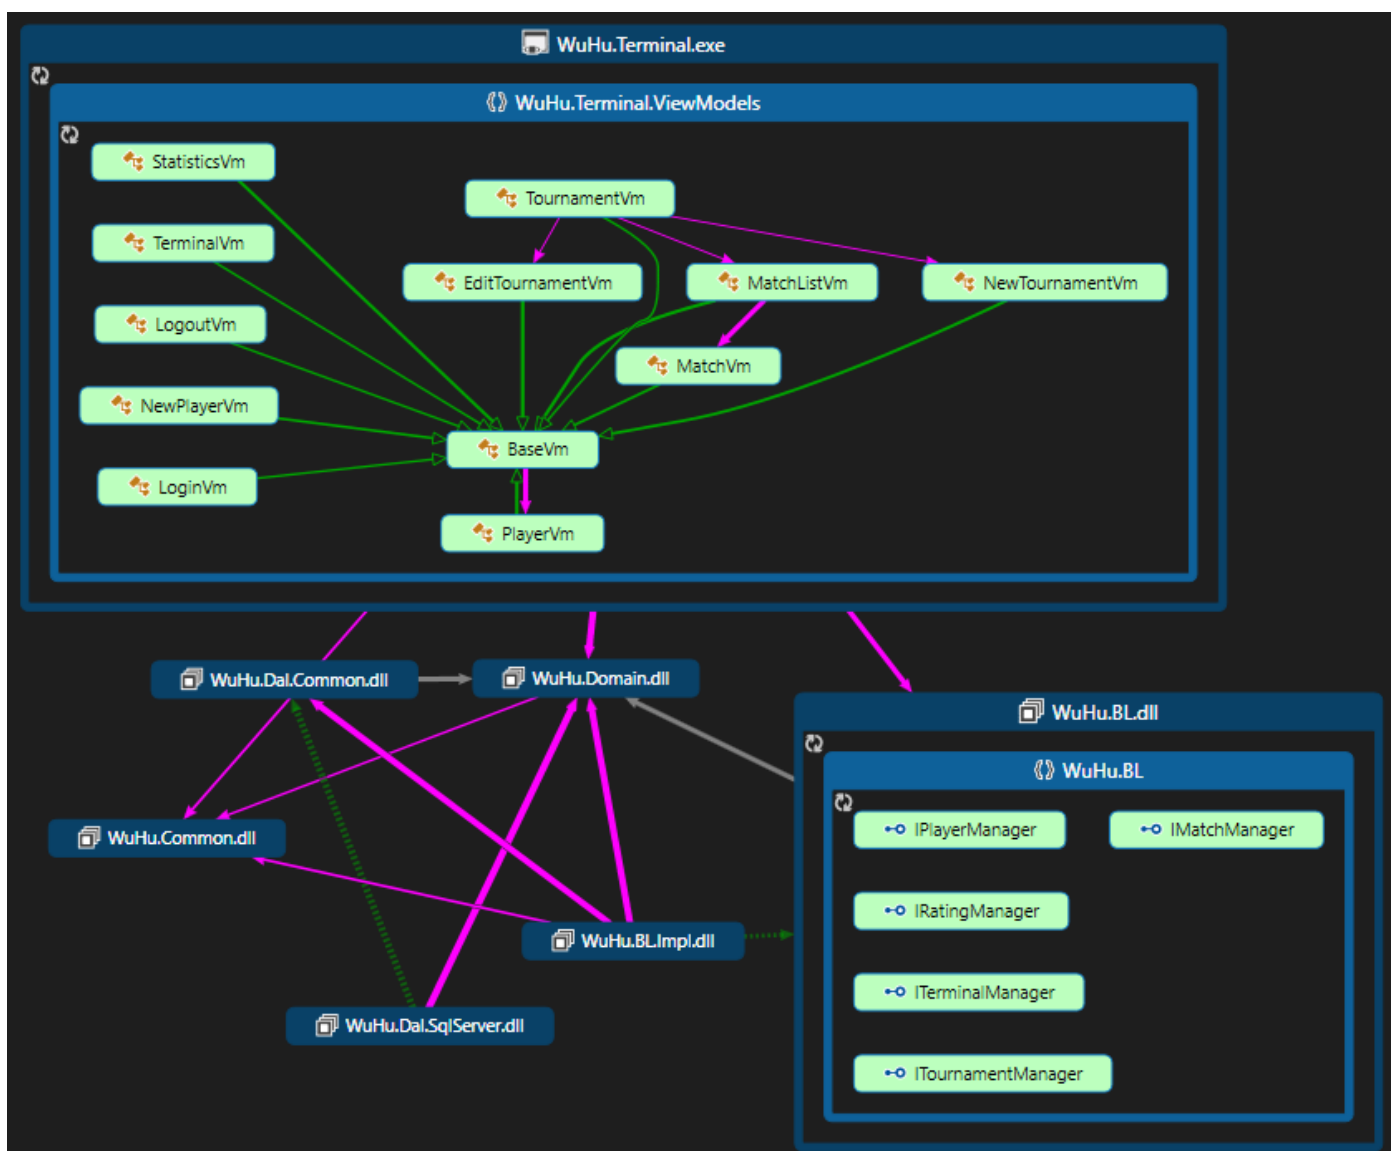 WuHu.Terminal.exe
WuHu.Terminal.ViewModels
StatisticsVm
TournamentVm
TerminalVm
EditTournamentVm
MatchListVm
NewTournamentVm
LogoutVm
MatchVm
NewPlayerVm
BaseVm
LoginVm
PlayerVm
WuHu.Dal.Common.dll
WuHu.Domain.dll
WuHu.BL.dll
WuHu.BL
WuHu.Common.dll
IPlayerManager
IMatchManager
IRatingManager
WuHu.BL.Impl.dll
ITerminalManager
WuHu.Dal.SqlServer.dll
ITournamentManager